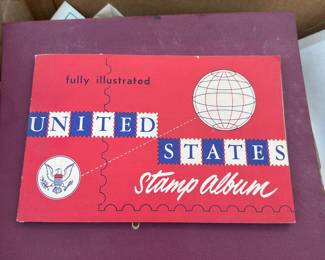 fully illustrated
UNITED
STATES
stamp album